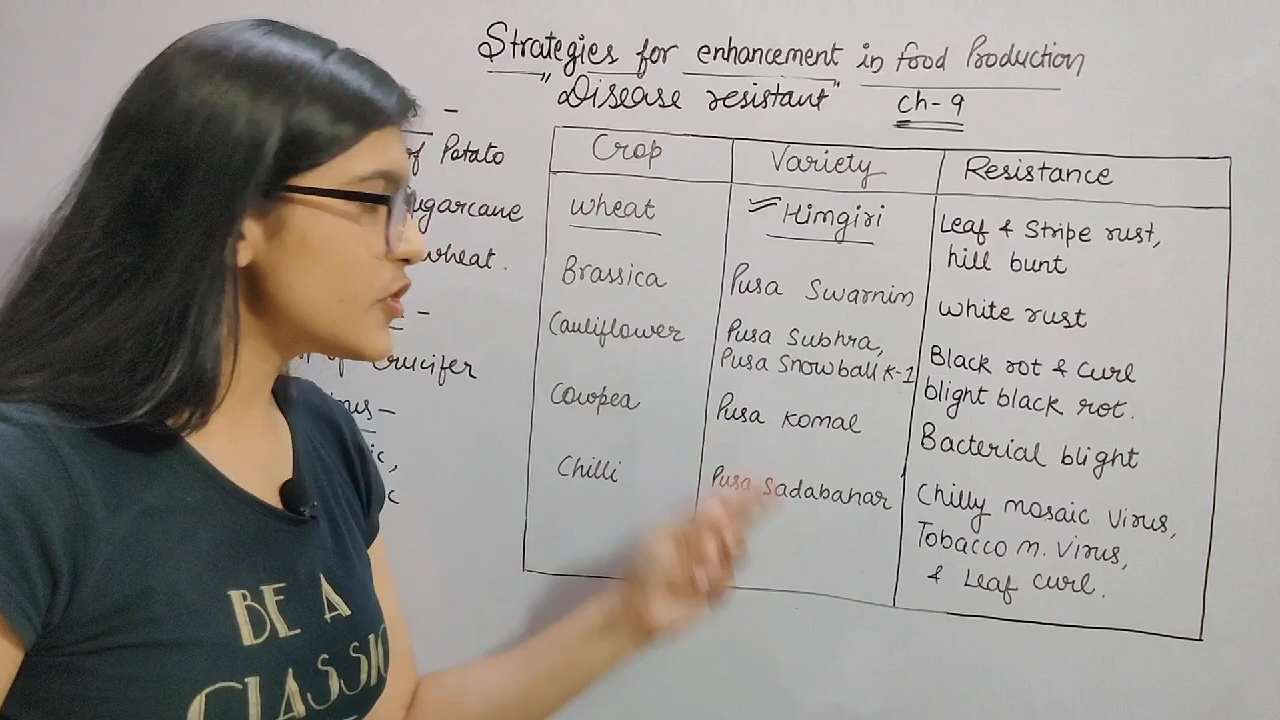 Strategies for enhancement in food Production
"Disease resistant" Ch-9
of Potato
wheat.
Crucifer
Crop Variety Resistance
Wheat Himgiri Leaf & Stripe rust, hill bunt
Brassica Pusa Swarnim White rust
Cauliflower Pusa Subhra, Pusa Snowball K-1 Black rot & Curl blight black rot.
Cowpea Pusa Komal Bacterial blight
Chilli Pusa Sadabahar Chilly mosaic Virus, Tobacco m. Virus, & Leaf Curl.
BE A
CLASSIC